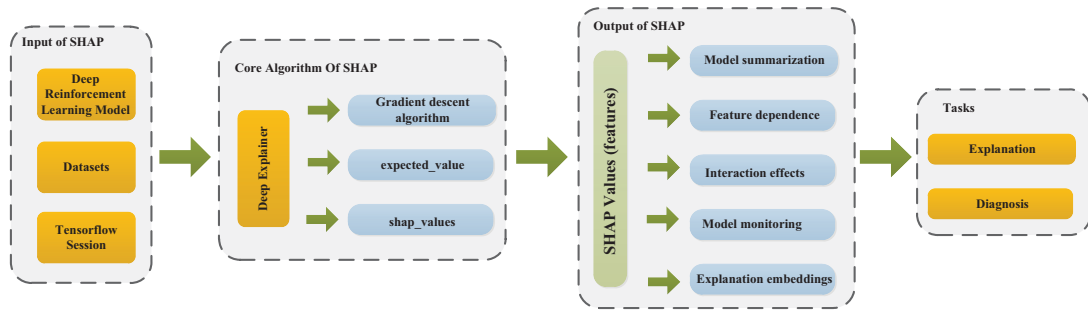 Input of SHAP
Deep
Reinforcement
Learning Model
Datasets
Tensorflow
Session
Core Algorithm Of SHAP
Deep Explainer
Gradient descent
algorithm
expected_value
shap_values
Output of SHAP
SHAP Values (features)
Model summarization
Feature dependence
Interaction effects
Model monitoring
Explanation embeddings
Tasks
Explanation
Diagnosis